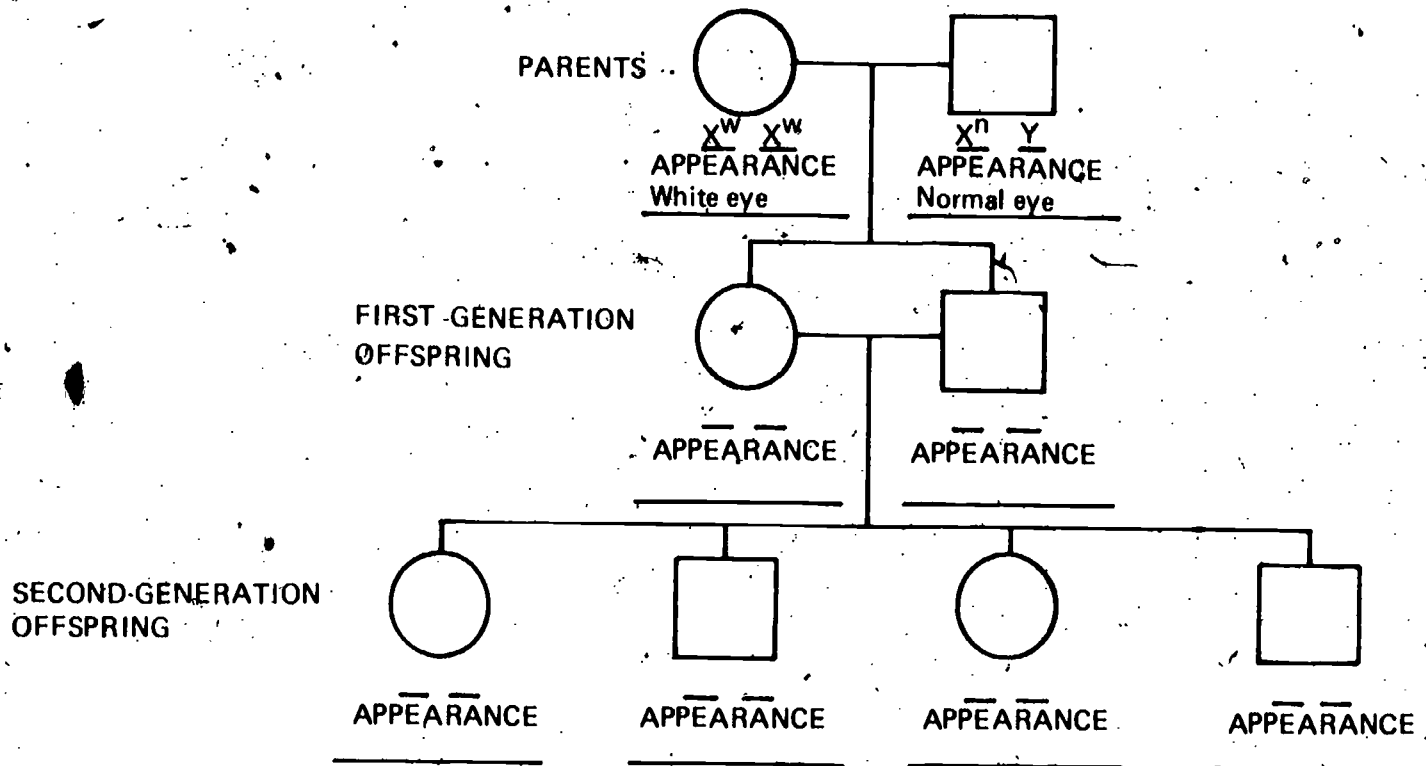 PARENTS
X^w X^w X^n Y
APPEARANCE APPEARANCE
White eye Normal eye
FIRST-GENERATION
OFFSPRING
APPEARANCE APPEARANCE
SECOND-GENERATION
OFFSPRING
APPEARANCE APPEARANCE APPEARANCE APPEARANCE